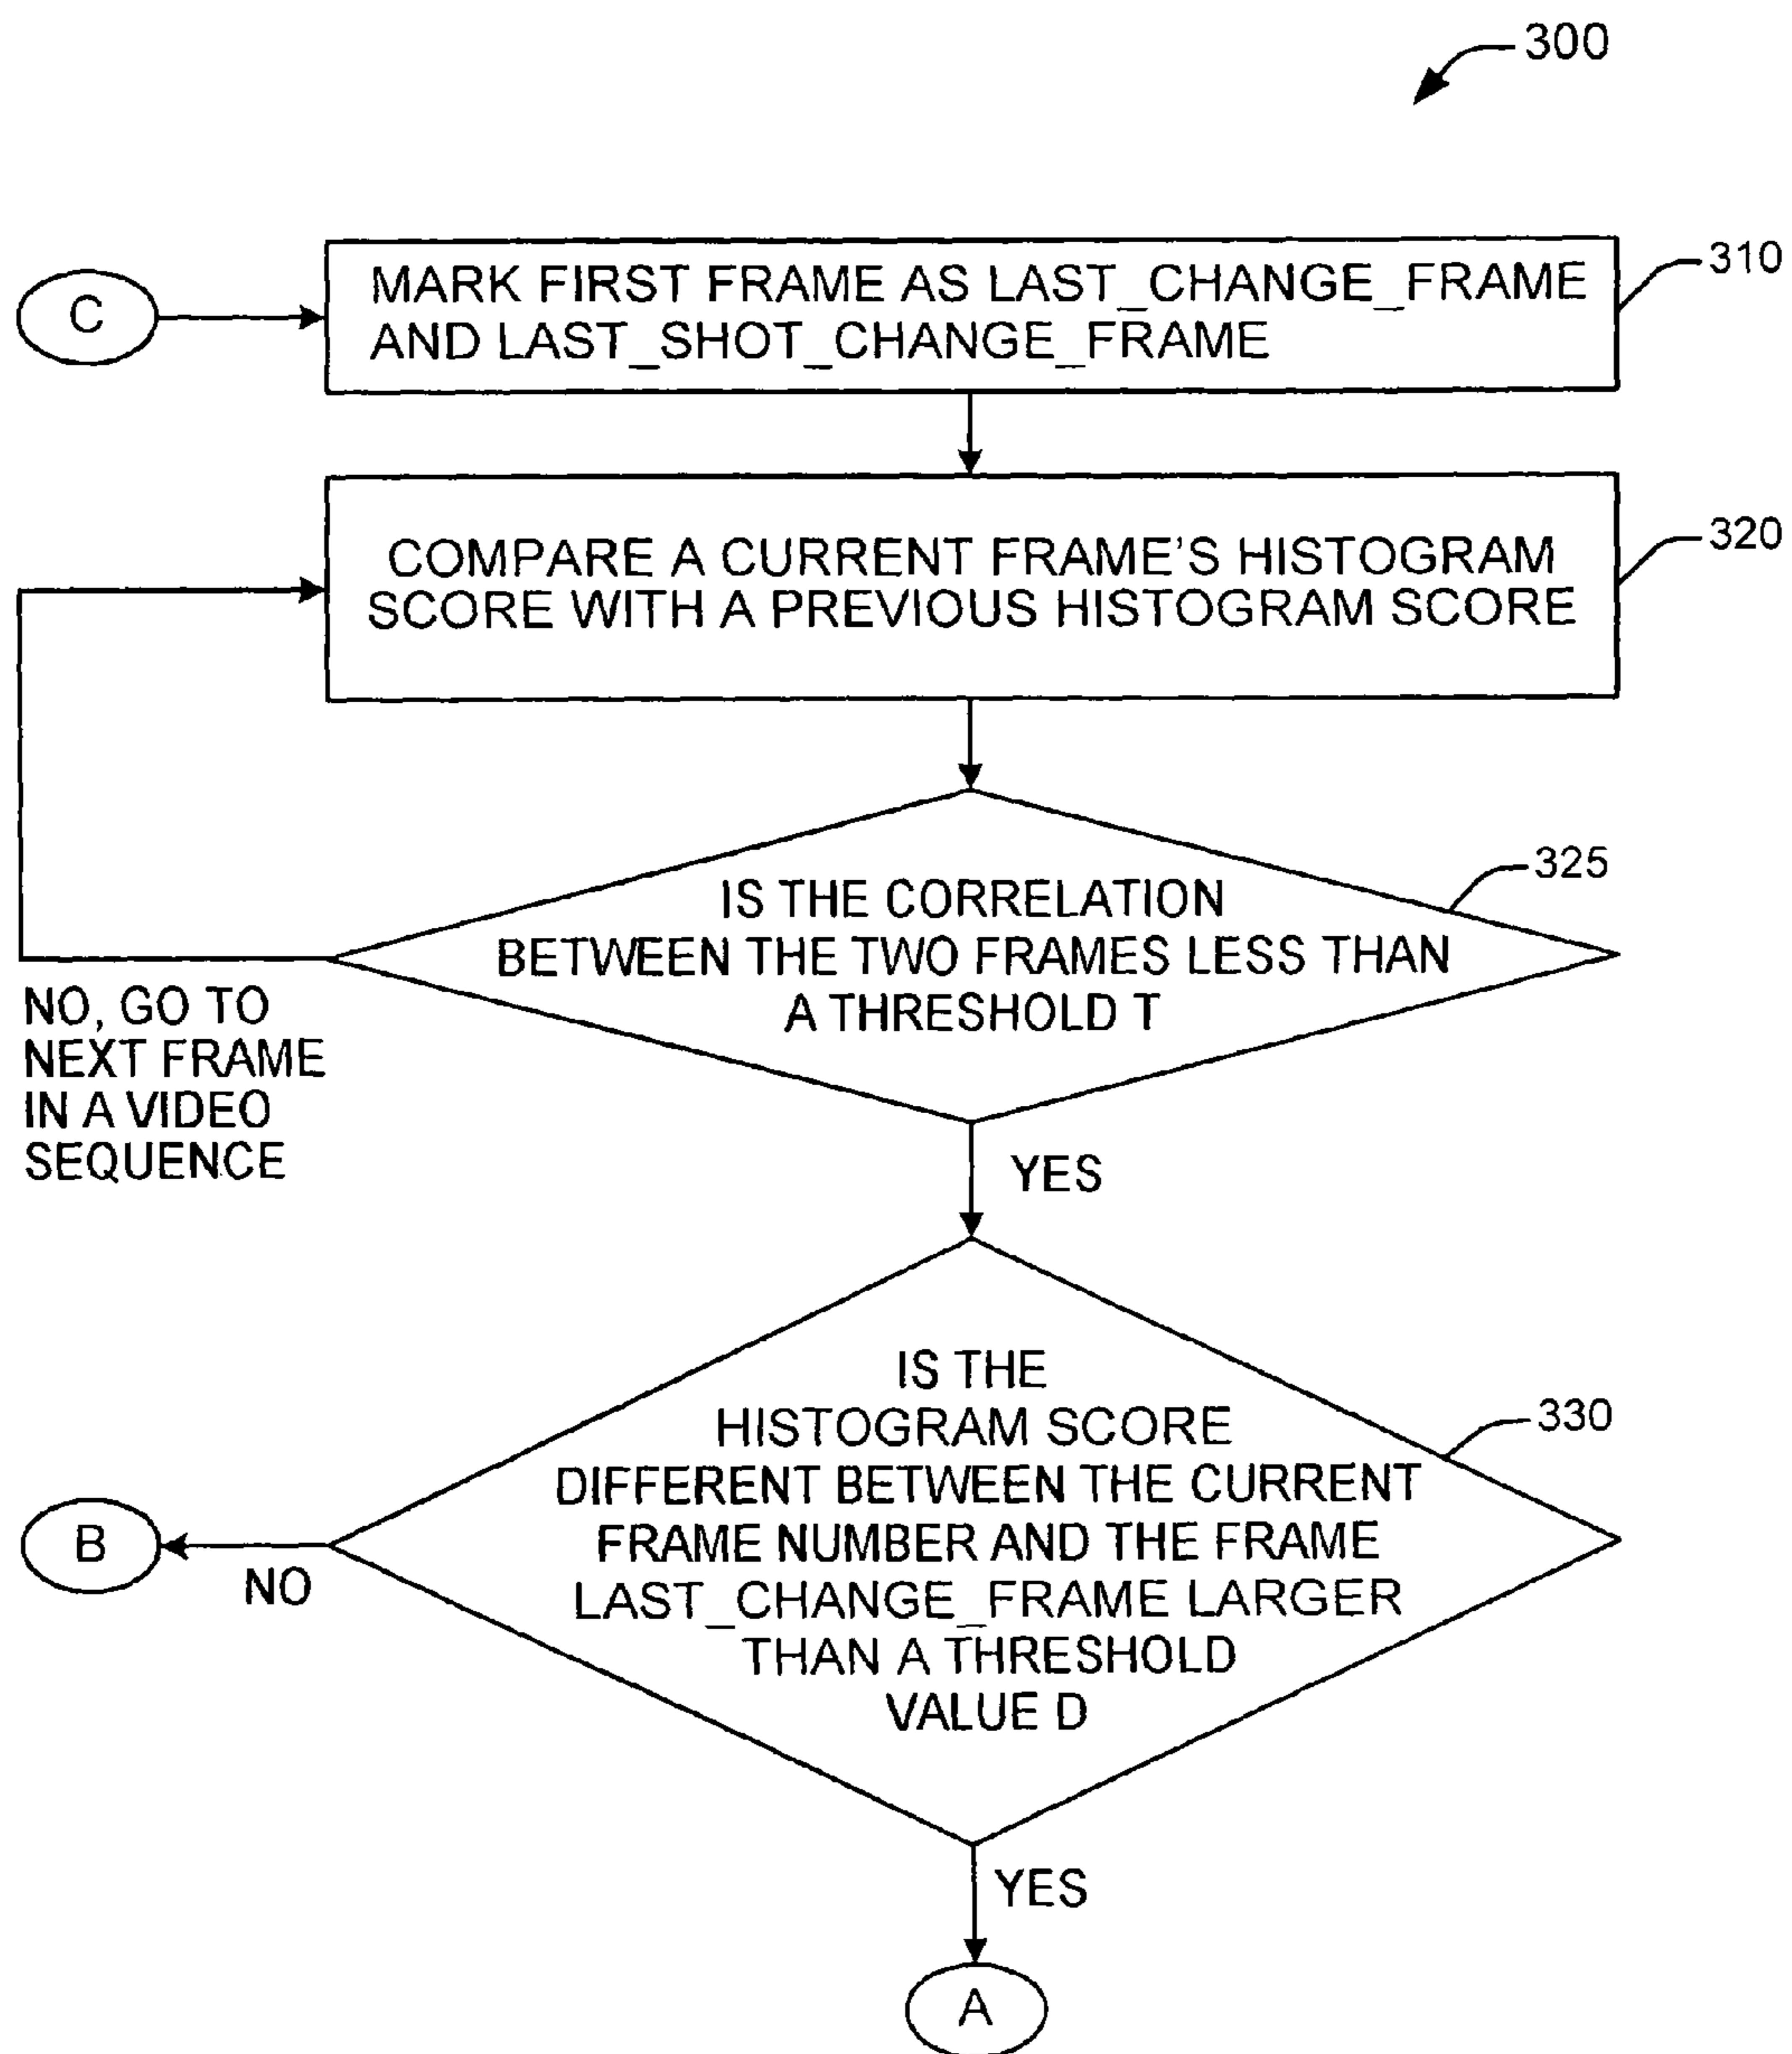 300
C
MARK FIRST FRAME AS LAST_CHANGE_FRAME
AND LAST_SHOT_CHANGE_FRAME
310
COMPARE A CURRENT FRAME'S HISTOGRAM
SCORE WITH A PREVIOUS HISTOGRAM SCORE
320
IS THE CORRELATION
BETWEEN THE TWO FRAMES LESS THAN
A THRESHOLD T
325
NO, GO TO
NEXT FRAME
IN A VIDEO
SEQUENCE
YES
IS THE
HISTOGRAM SCORE
DIFFERENT BETWEEN THE CURRENT
FRAME NUMBER AND THE FRAME
LAST_CHANGE_FRAME LARGER
THAN A THRESHOLD
VALUE D
330
B
NO
YES
A